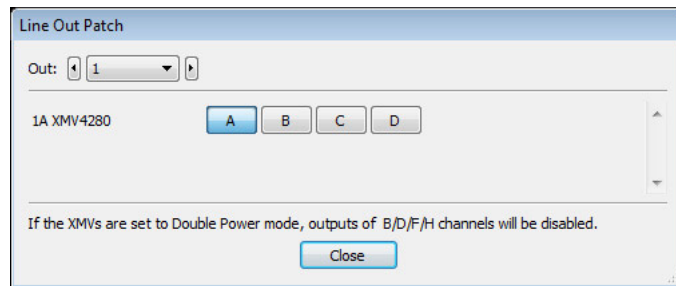 Line Out Patch
Out: 1
1A XMV4280 A B C D
If the XMVs are set to Double Power mode, outputs of B/D/F/H channels will be disabled.
Close